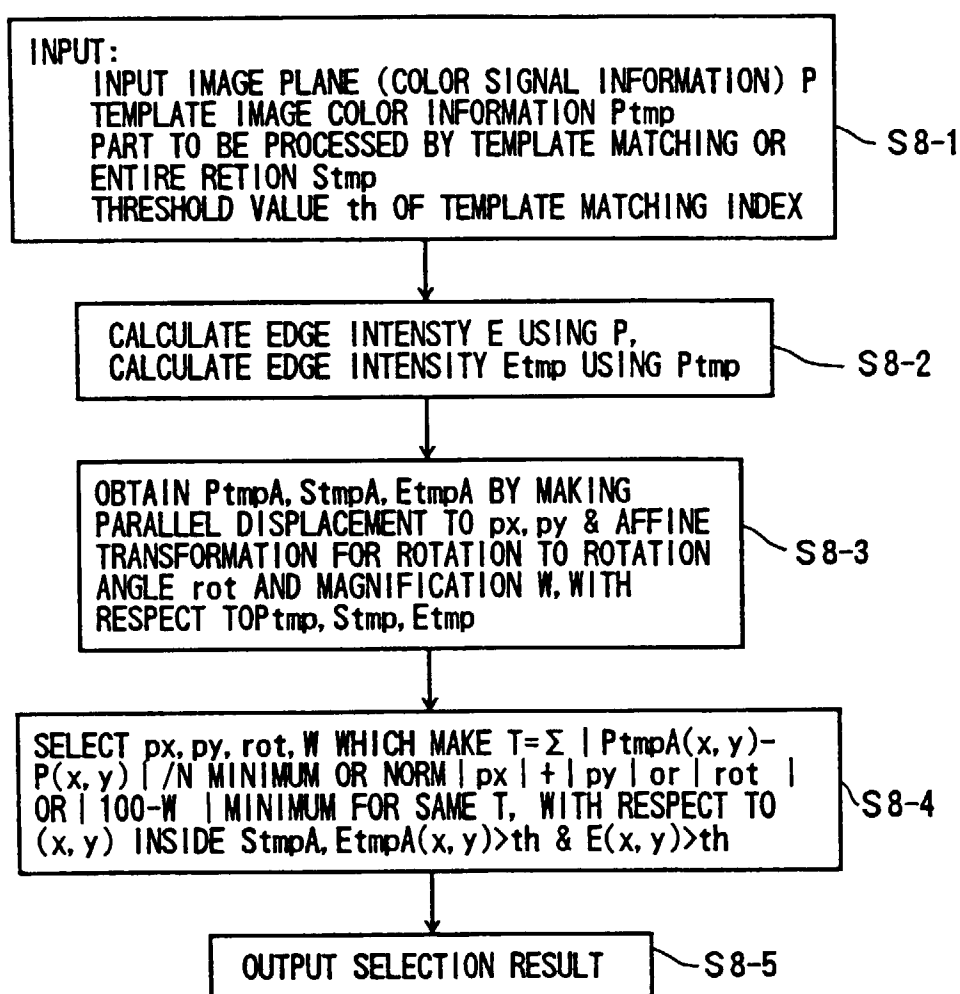 INPUT:
INPUT IMAGE PLANE (COLOR SIGNAL INFORMATION) P
TEMPLATE IMAGE COLOR INFORMATION Ptmp
PART TO BE PROCESSED BY TEMPLATE MATCHING OR
ENTIRE RETION Stmp
THRESHOLD VALUE th OF TEMPLATE MATCHING INDEX
S8-1
CALCULATE EDGE INTENSTY E USING P,
CALCULATE EDGE INTENSITY Etmp USING Ptmp
S8-2
OBTAIN PtmpA, StmpA, EtmpA BY MAKING
PARALLEL DISPLACEMENT TO px, py & AFFINE
TRANSFORMATION FOR ROTATION TO ROTATION
ANGLE rot AND MAGNIFICATION W, WITH
RESPECT TOPtmp, Stmp, Etmp
S8-3
SELECT px, py, rot, W WHICH MAKE T=Σ | PtmpA(x, y)-
P(x, y) | /N MINIMUM OR NORM | px | + | py | or | rot |
OR | 100-W | MINIMUM FOR SAME T, WITH RESPECT TO
(x, y) INSIDE StmpA, EtmpA(x, y)>th & E(x, y)>th
S8-4
OUTPUT SELECTION RESULT
S8-5